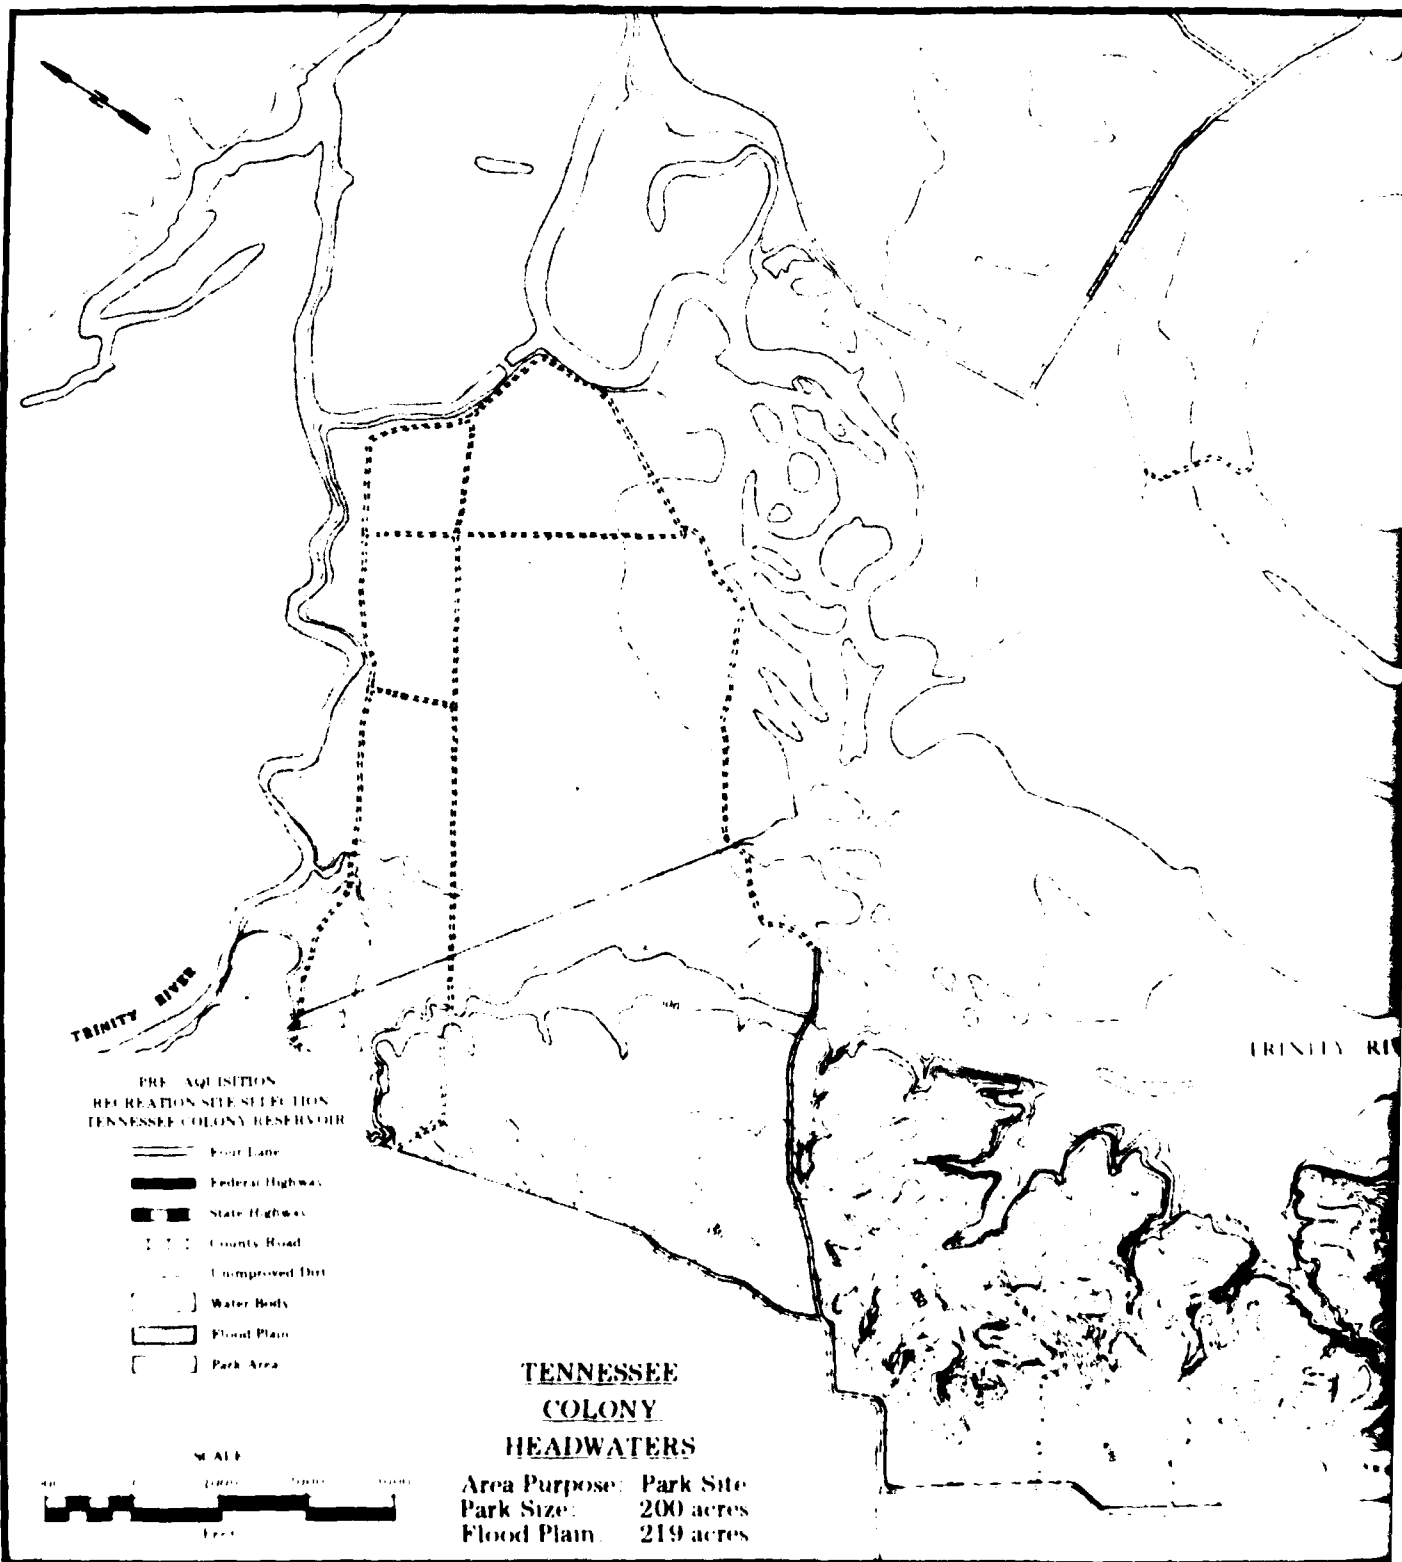 N
TRINITY RIVER
TRINITY RI
PRE-AQUISITION
RECREATION SITE SELECTION
TENNESSEE COLONY RESERVOIR
Four Lane
Federal Highway
State Highway
County Road
Unimproved Dirt
Water Body
Flood Plain
Park Area
SCALE
Feet
TENNESSEE
COLONY
HEADWATERS
Area Purpose: Park Site
Park Size: 200 acres
Flood Plain: 219 acres